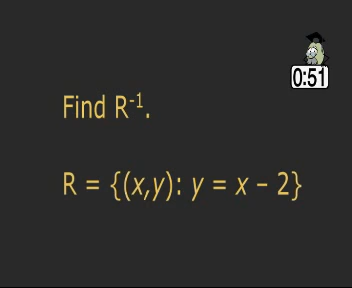 0:51
Find R⁻¹.
R = {(x,y): y = x – 2}